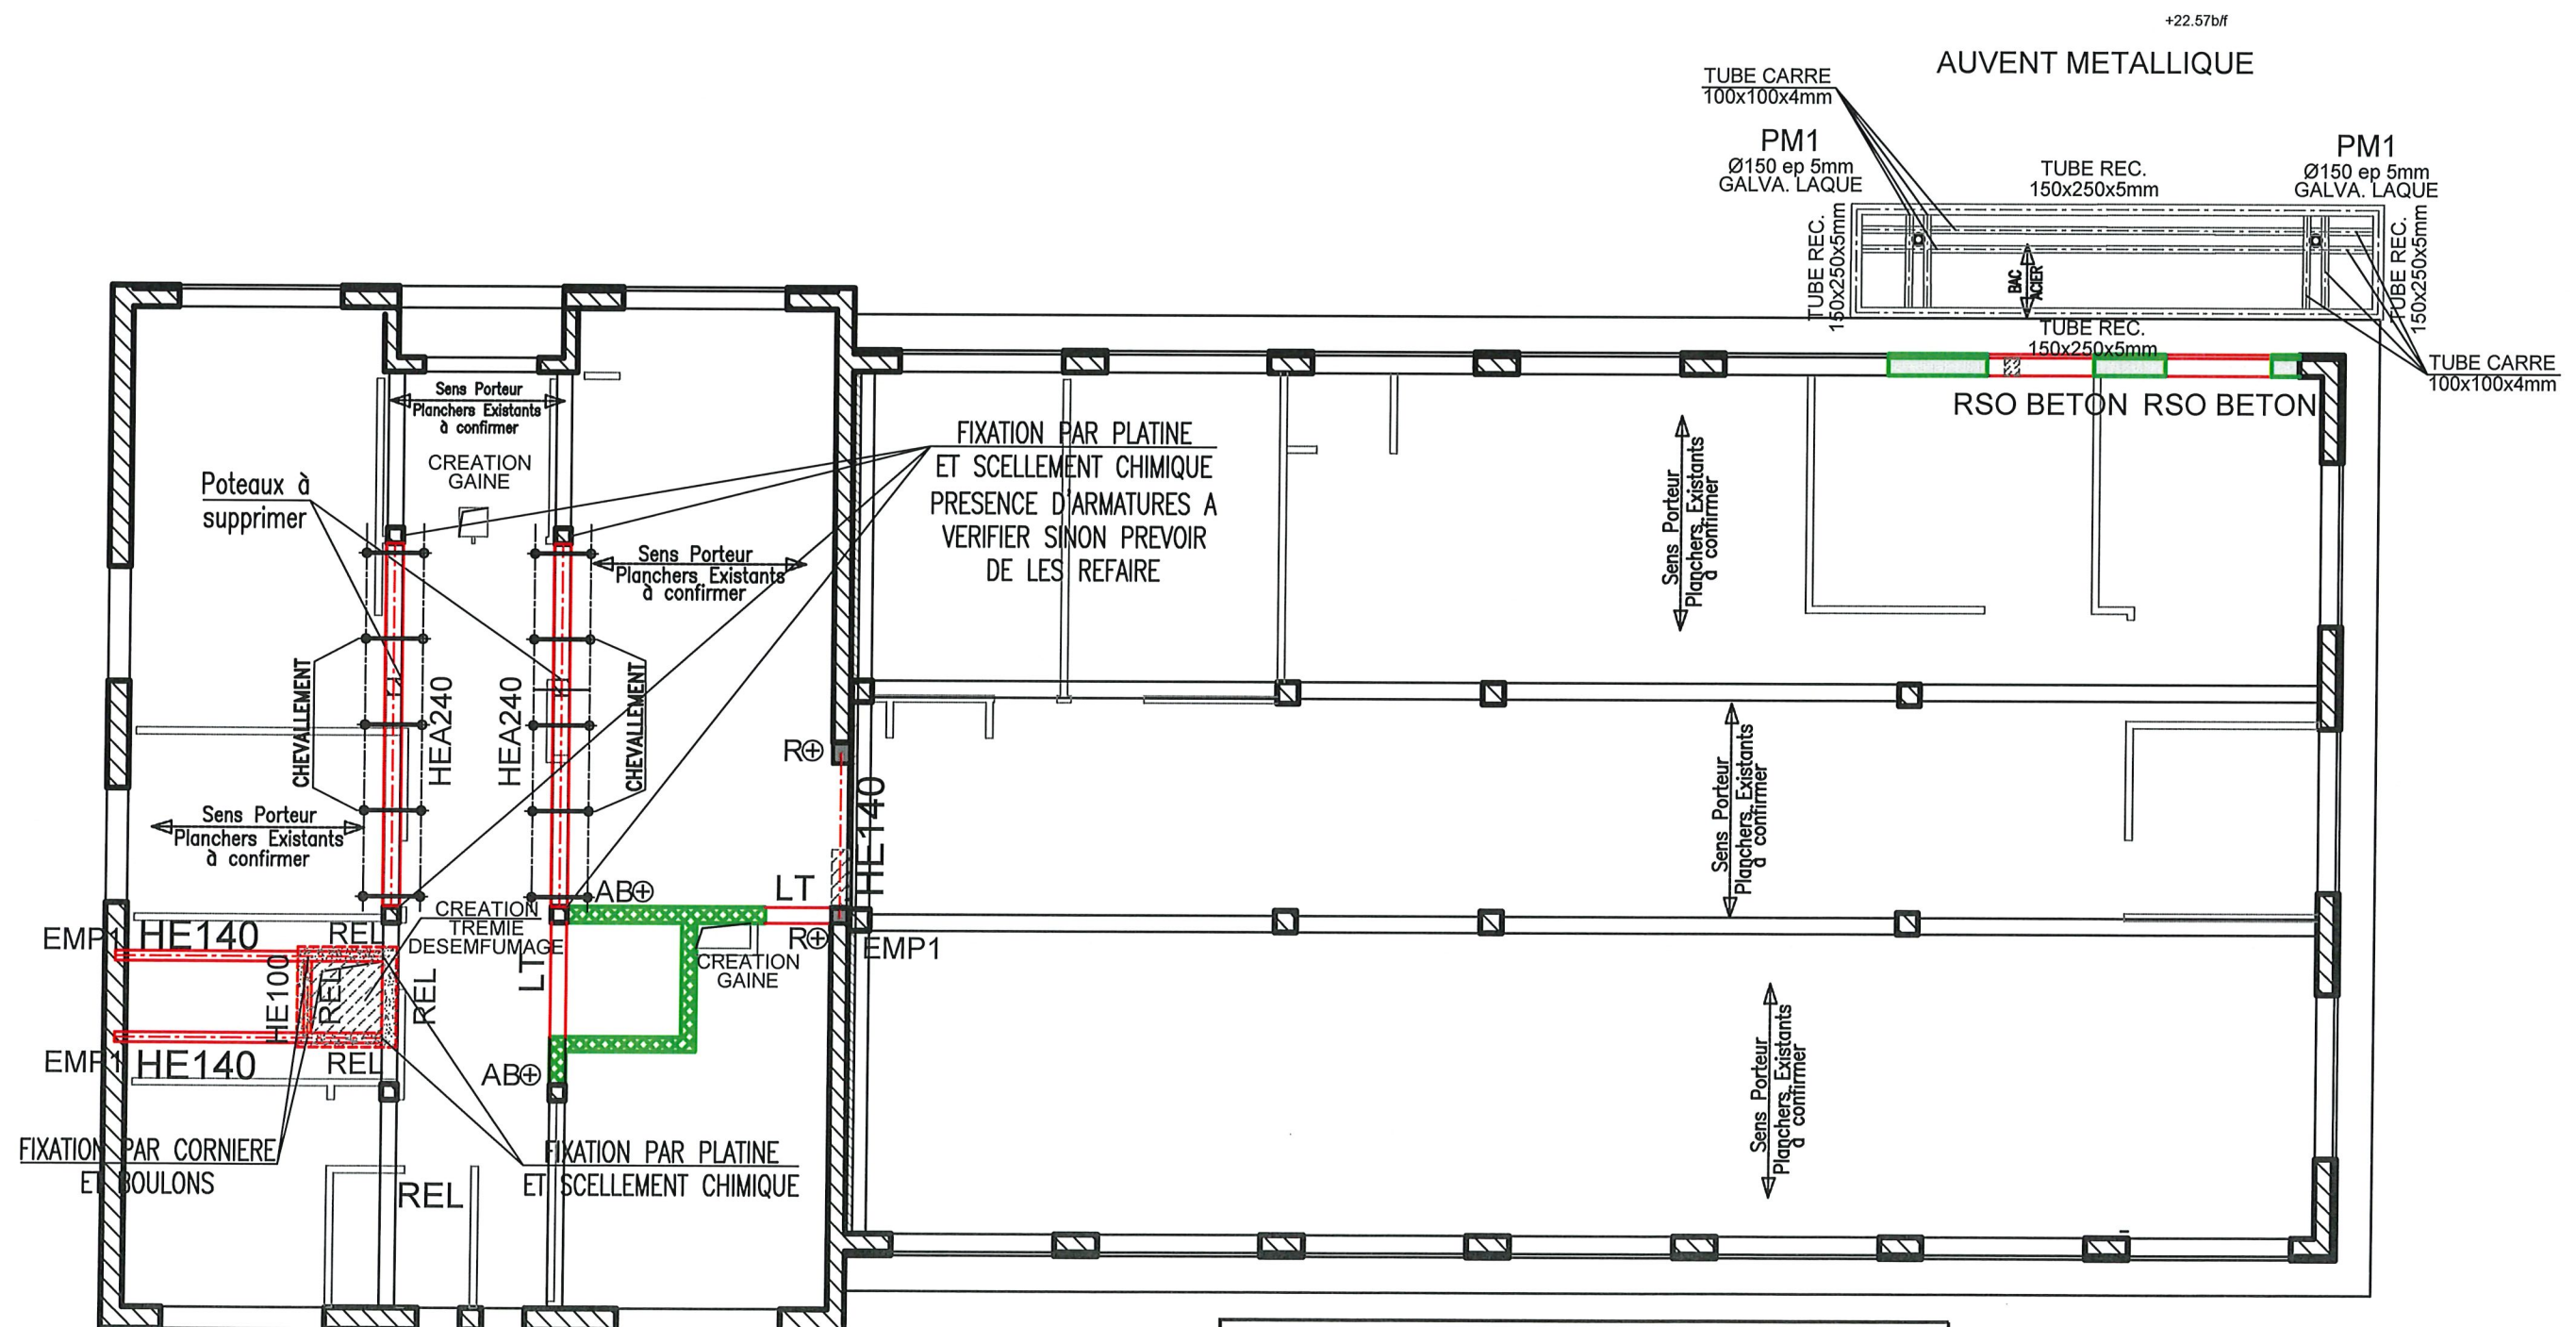 +22.57b/f
AUVENT METALLIQUE
TUBE CARRE
100x100x4mm
PM1
Ø150 ep 5mm
GALVA. LAQUE
TUBE REC.
150x250x5mm
PM1
Ø150 ep 5mm
GALVA. LAQUE
TUBE REC.
150x250x5mm
BAC
ACIER
TUBE REC.
150x250x5mm
TUBE REC.
150x250x5mm
TUBE CARRE
100x100x4mm
RSO BETON
RSO BETON
Sens Porteur
Planchers Existants
à confirmer
CREATION
GAINE
FIXATION PAR PLATINE
ET SCELLEMENT CHIMIQUE
PRESENCE D'ARMATURES A
VERIFIER SINON PREVOIR
DE LES REFAIRE
Poteaux à
supprimer
Sens Porteur
Planchers Existants
à confirmer
Sens Porteur
Planchers Existants
à confirmer
CHEVALLEMENT
HEA240
HEA240
CHEVALLEMENT
R
HE140
Sens Porteur
Planchers Existants
à confirmer
Sens Porteur
Planchers Existants
à confirmer
AB
LT
CREATION
TREMIE
DESEMFUMAGE
EMP1
HE140
REL
R
EMP1
CREATION
GAINE
LT
HE100
REL
REL
EMP1
HE140
REL
AB
Sens Porteur
Planchers Existants
à confirmer
FIXATION PAR CORNIERE
ET BOULONS
FIXATION PAR PLATINE
ET SCELLEMENT CHIMIQUE
REL